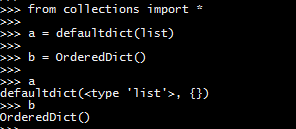 >>> from collections import *
>>>
>>> a = defaultdict(list)
>>>
>>> b = OrderedDict()
>>>
>>> a
defaultdict(<type 'list'>, {})
>>> b
OrderedDict()
>>>